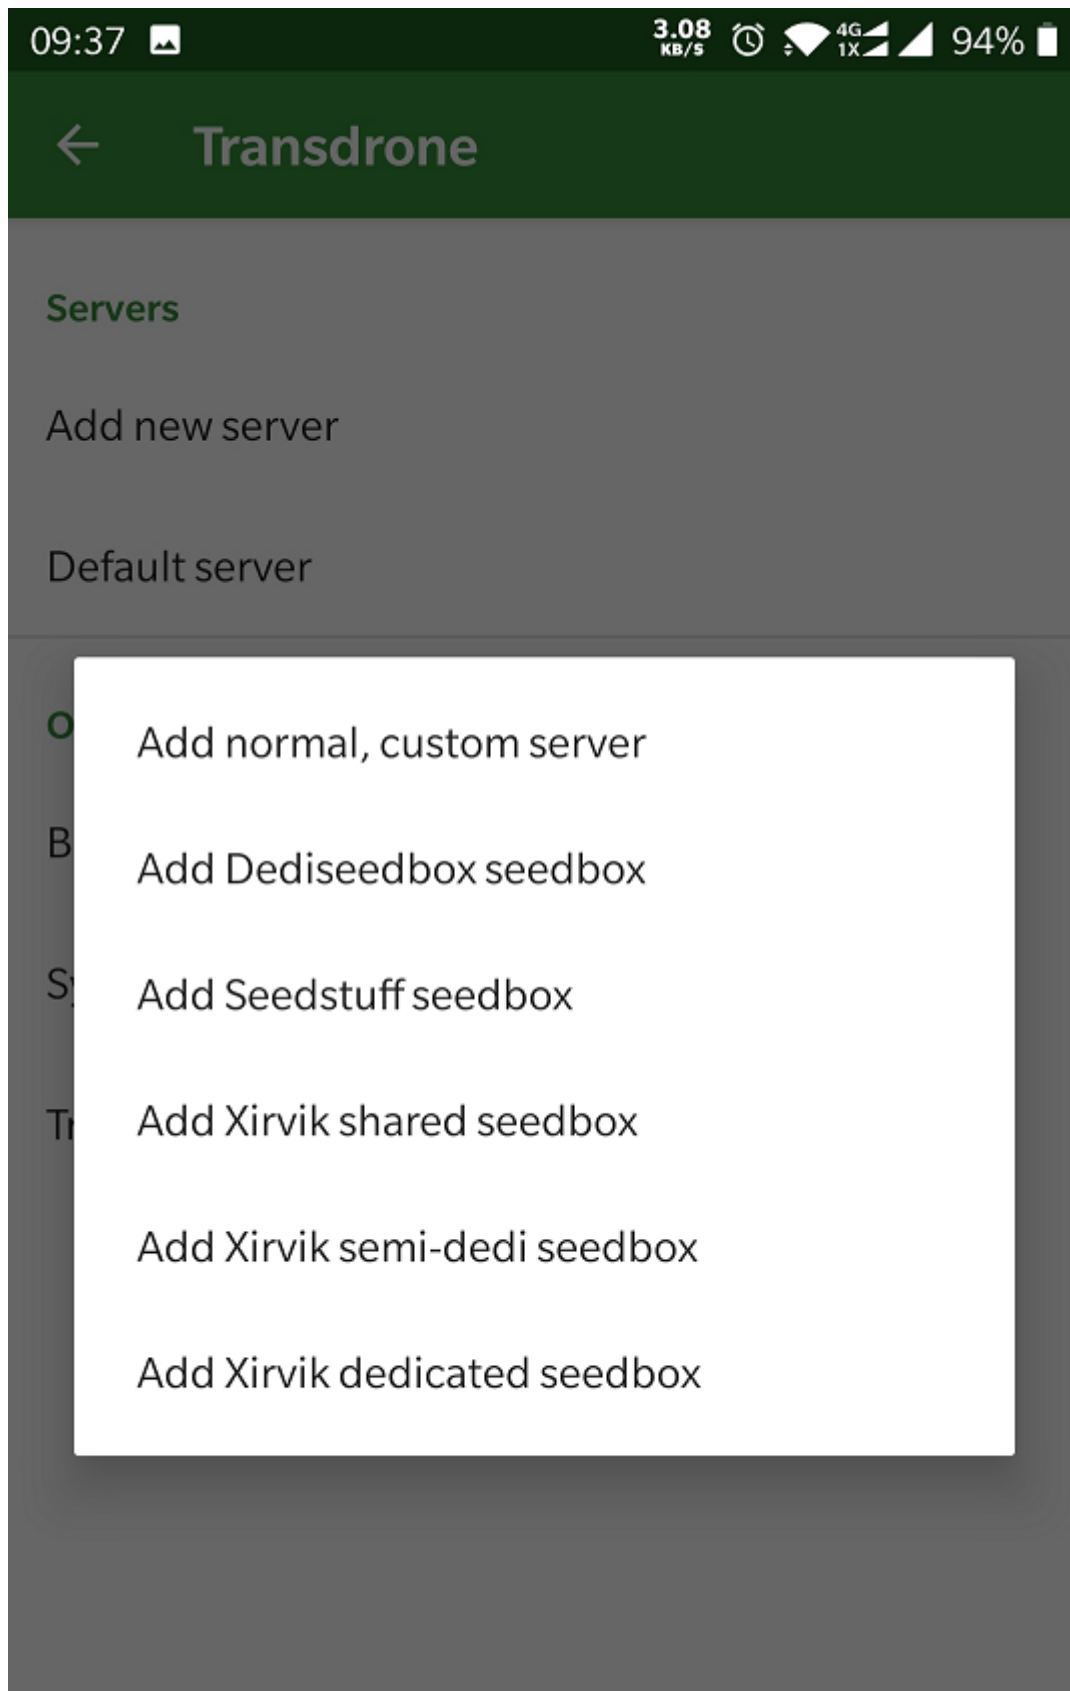 09:37 3.08 KB/S 4G 1X 94%
Transdrone
Servers
Add new server
Default server
Add normal, custom server
Add Dediseedbox seedbox
Add Seedstuff seedbox
Add Xirvik shared seedbox
Add Xirvik semi-dedi seedbox
Add Xirvik dedicated seedbox